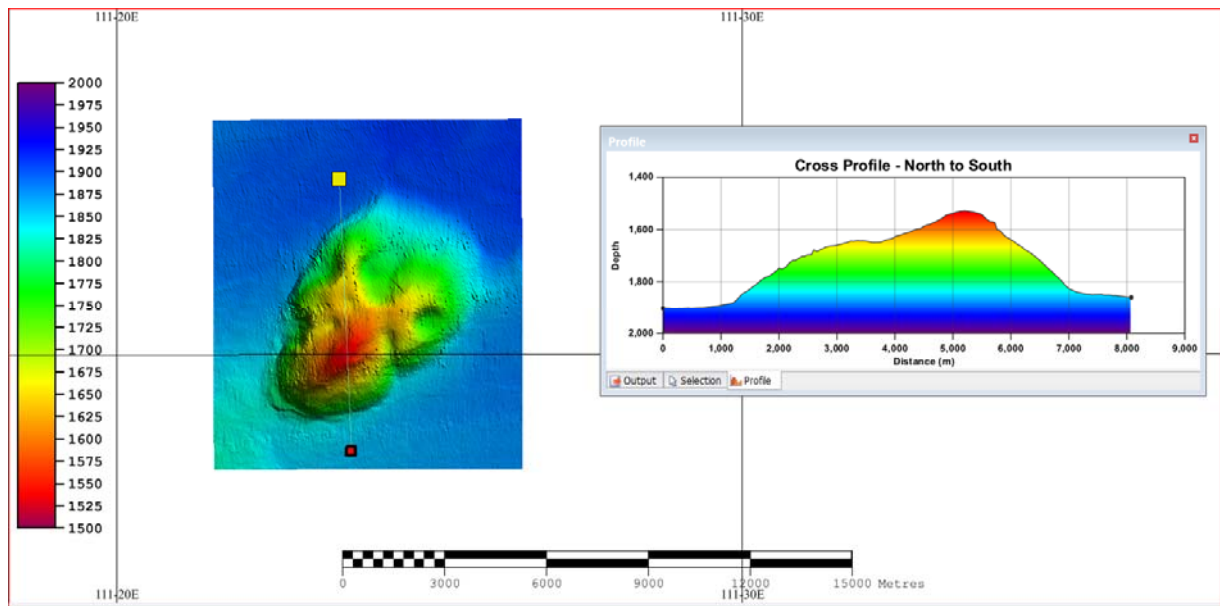 111-20E
111-30E
2000
1975
1950
1925
1900
1875
1850
1825
1800
1775
1750
1725
1700
1675
1650
1625
1600
1575
1550
1525
1500
Profile
Cross Profile - North to South
1,400
1,600
1,800
2,000
Depth
0 1,000 2,000 3,000 4,000 5,000 6,000 7,000 8,000 9,000
Distance (m)
Output Selection Profile
0 3000 6000 9000 12000 15000 Metres
111-20E
111-30E